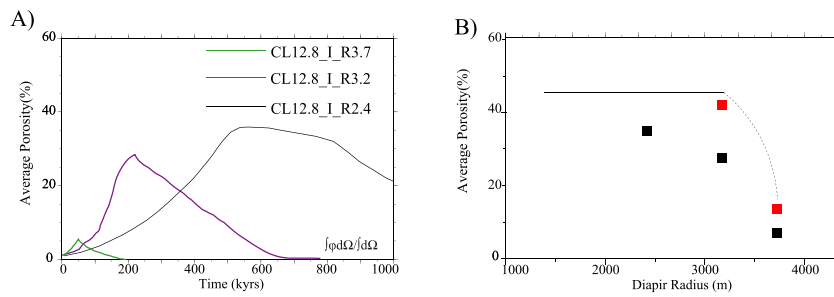 A)
60
40
20
0
Average Porosity(%)
CL12.8_I_R3.7
CL12.8_I_R3.2
CL12.8_I_R2.4
∫φdΩ/∫dΩ
0 200 400 600 800 1000
Time (kyrs)
B)
60
40
20
0
Average Porosity(%)
1000 2000 3000 4000
Diapir Radius (m)